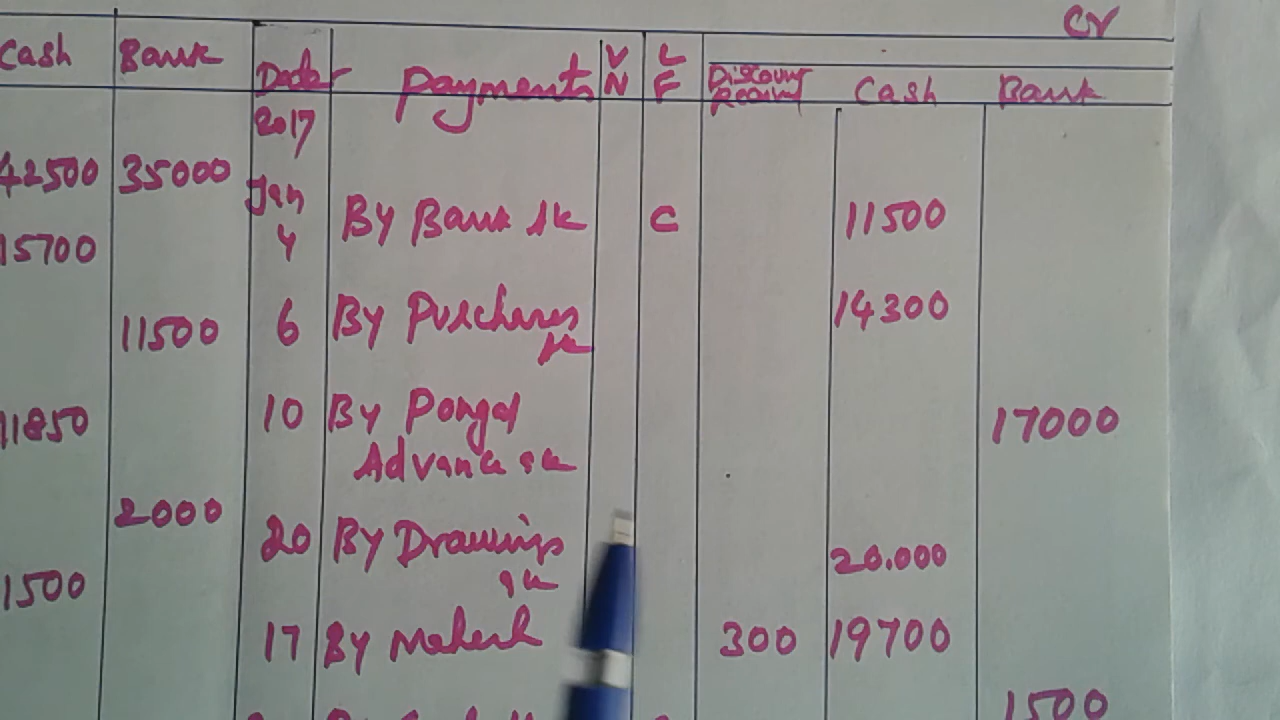 Cr
Cash Bank Date Payments V N L F Discount Received Cash Bank
2017
42500 35000 Jan
4 By Bank A/c C 11500
15700
11500 6 By Purchases A/c 14300
11850 10 By Pongal 17000
Advance a/c
2000
20 By Drawings a/c 20.000
1500
17 By Mahesh 300 19700
1500